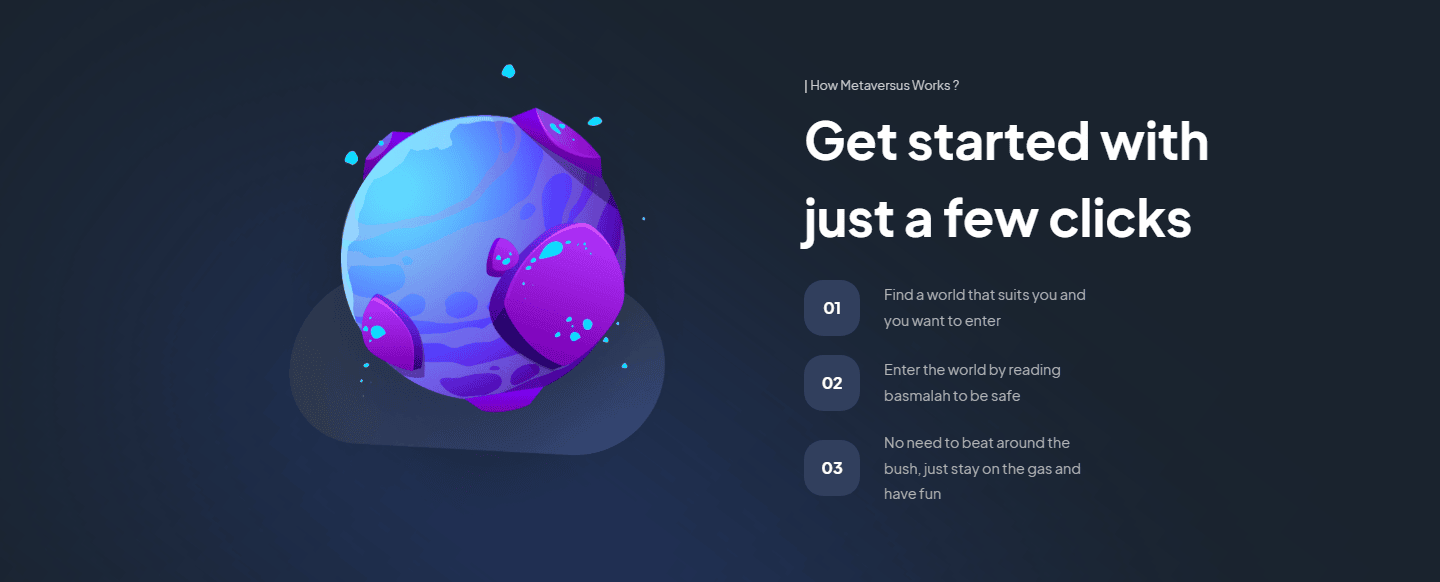 | How Metaversus Works ?
Get started with
just a few clicks
01
Find a world that suits you and
you want to enter
02
Enter the world by reading
basmalah to be safe
03
No need to beat around the
bush, just stay on the gas and
have fun